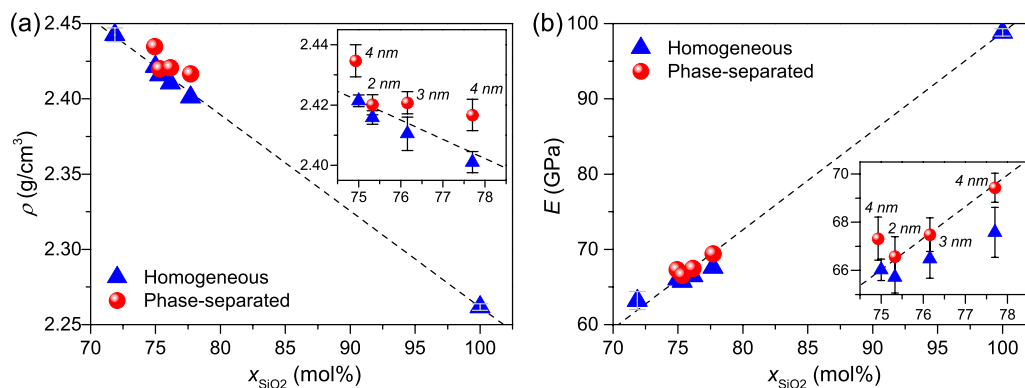 (a)
2.45
2.40
2.35
2.30
2.25
ρ (g/cm³)
70 75 80 85 90 95 100
x_SiO2 (mol%)
Homogeneous
Phase-separated
2.44
2.42
2.40
4 nm
2 nm
3 nm
4 nm
75 76 77 78
(b)
100
90
80
70
60
E (GPa)
70 75 80 85 90 95 100
x_SiO2 (mol%)
Homogeneous
Phase-separated
70
68
66
4 nm
2 nm
3 nm
4 nm
75 76 77 78